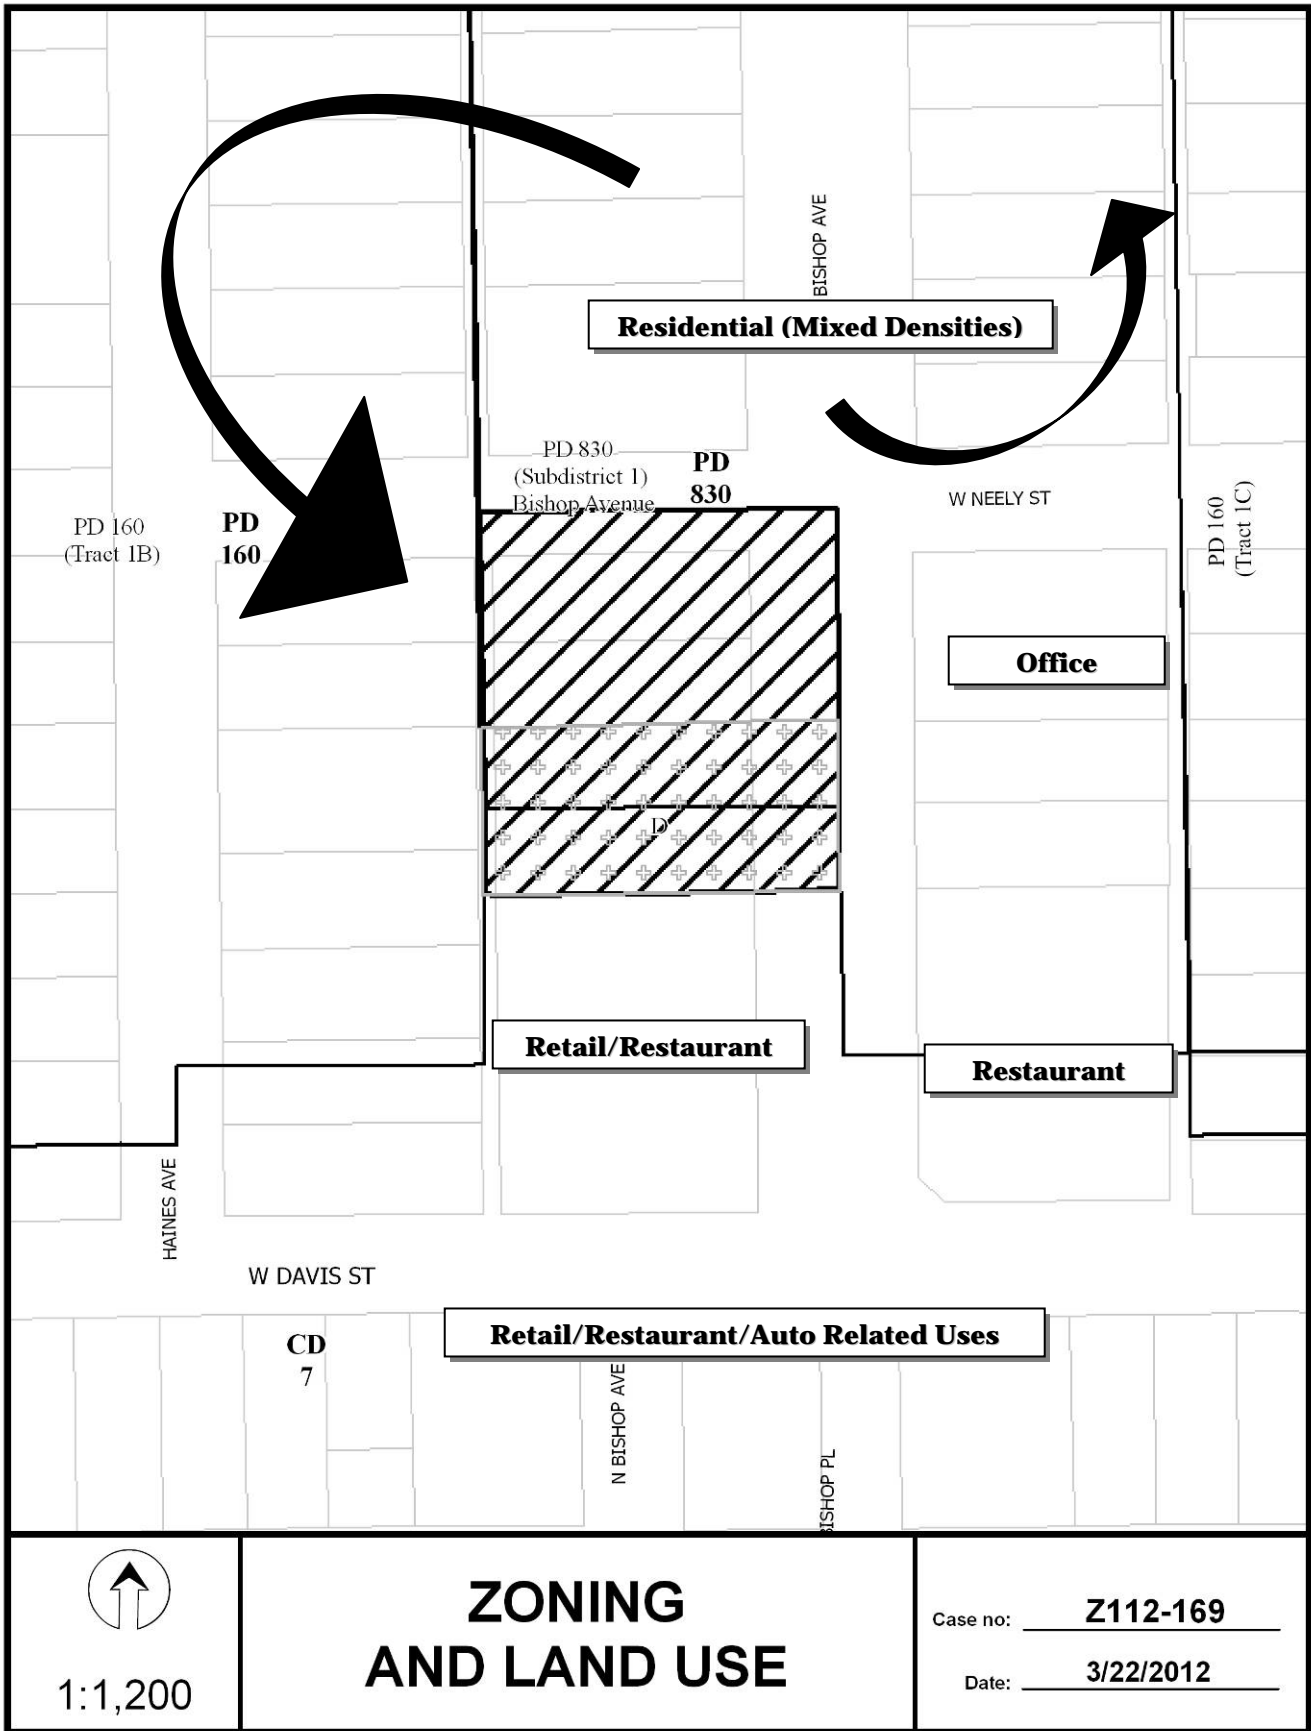 BISHOP AVE
Residential (Mixed Densities)
PD 830
(Subdistrict 1)
Bishop Avenue
PD
830
W NEELY ST
PD 160
(Tract 1B)
PD
160
PD 160
(Tract 1C)
Office
D
Retail/Restaurant
Restaurant
HAINES AVE
W DAVIS ST
Retail/Restaurant/Auto Related Uses
CD
7
N BISHOP AVE
BISHOP PL
1:1,200
ZONING
AND LAND USE
Case no: Z112-169
Date: 3/22/2012